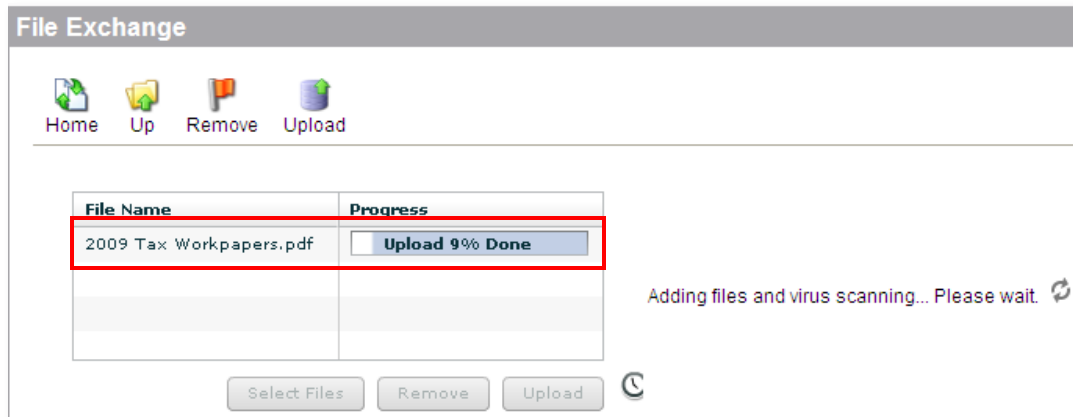 File Exchange
Home Up Remove Upload
File Name Progress
2009 Tax Workpapers.pdf Upload 9% Done
Adding files and virus scanning... Please wait.
Select Files Remove Upload